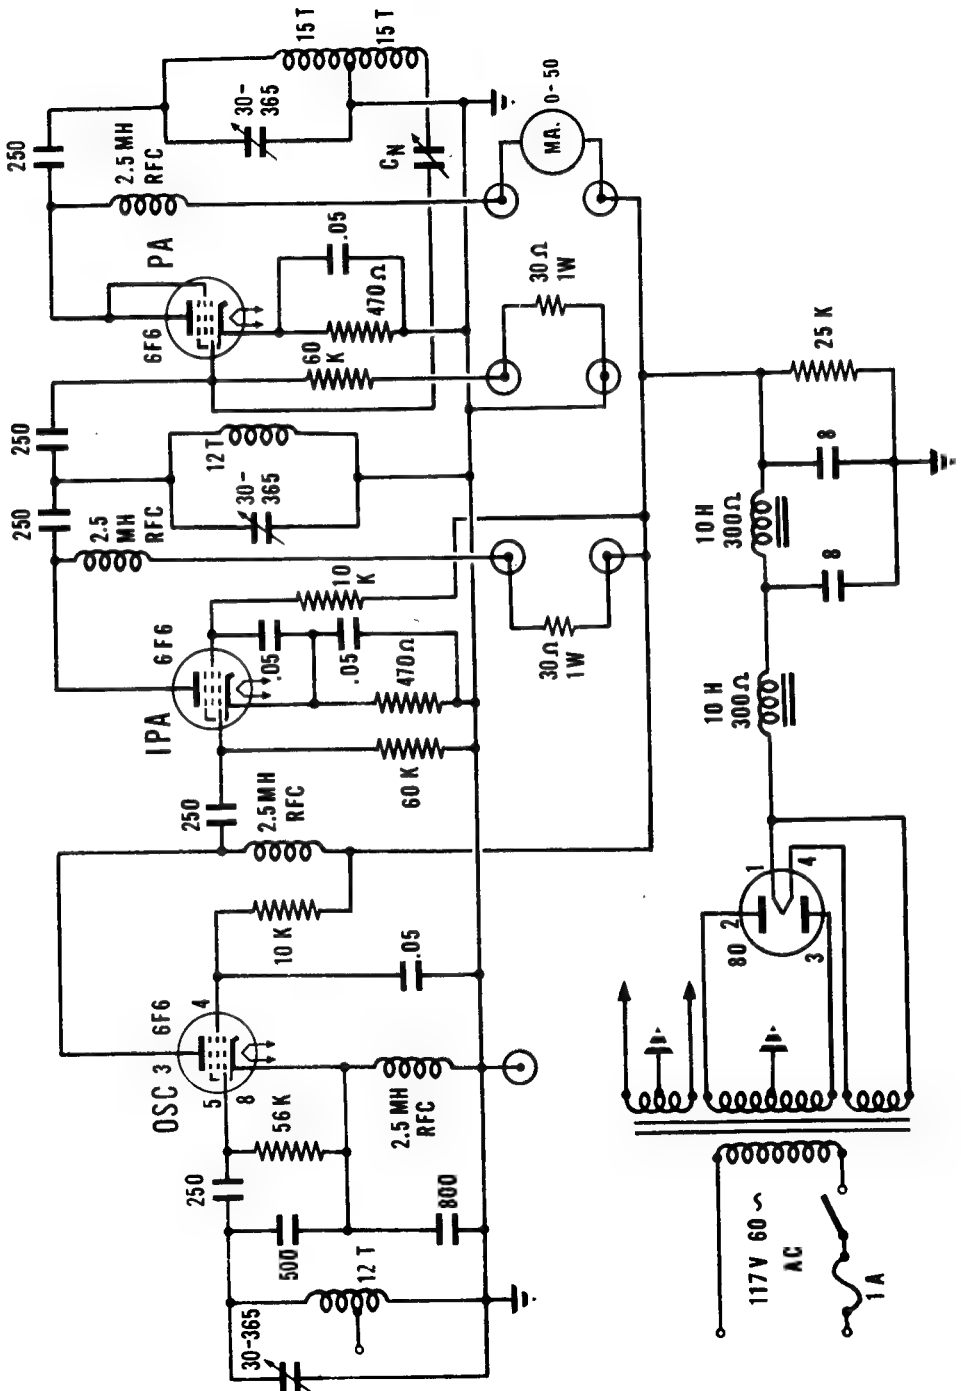 30-365
12 T
500
800
250
56K
2.5 MH
RFC
OSC
6F6
3
5
8
4
10 K
.05
250
2.5 MH
RFC
60 K
IPA
6F6
.05
.05
470Ω
10
K
2.5
MH
RFC
250
30-
365
12 T
250
6F6
PA
60
K
470Ω
.05
2.5 MH
RFC
250
30-
365
15 T
15 T
CN
MA.
0-50
30Ω
1W
30Ω
1W
117V 60 ~
AC
1 A
80
2
3
1
4
10 H
300Ω
10 H
300Ω
8
8
25 K